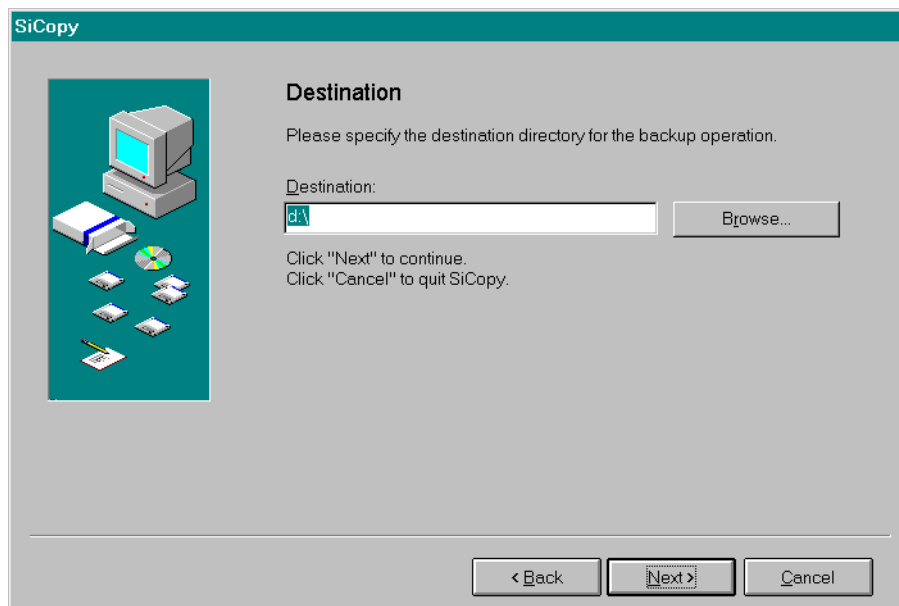 SiCopy
Destination
Please specify the destination directory for the backup operation.
Destination:
d:\
Browse...
Click "Next" to continue.
Click "Cancel" to quit SiCopy.
< Back
Next >
Cancel